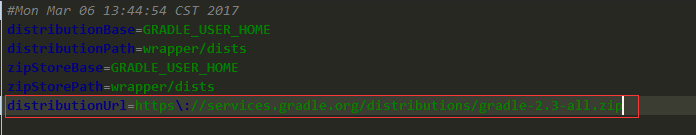 #Mon Mar 06 13:44:54 CST 2017
distributionBase=GRADLE_USER_HOME
distributionPath=wrapper/dists
zipStoreBase=GRADLE_USER_HOME
zipStorePath=wrapper/dists
distributionUrl=https\://services.gradle.org/distributions/gradle-2.3-all.zip